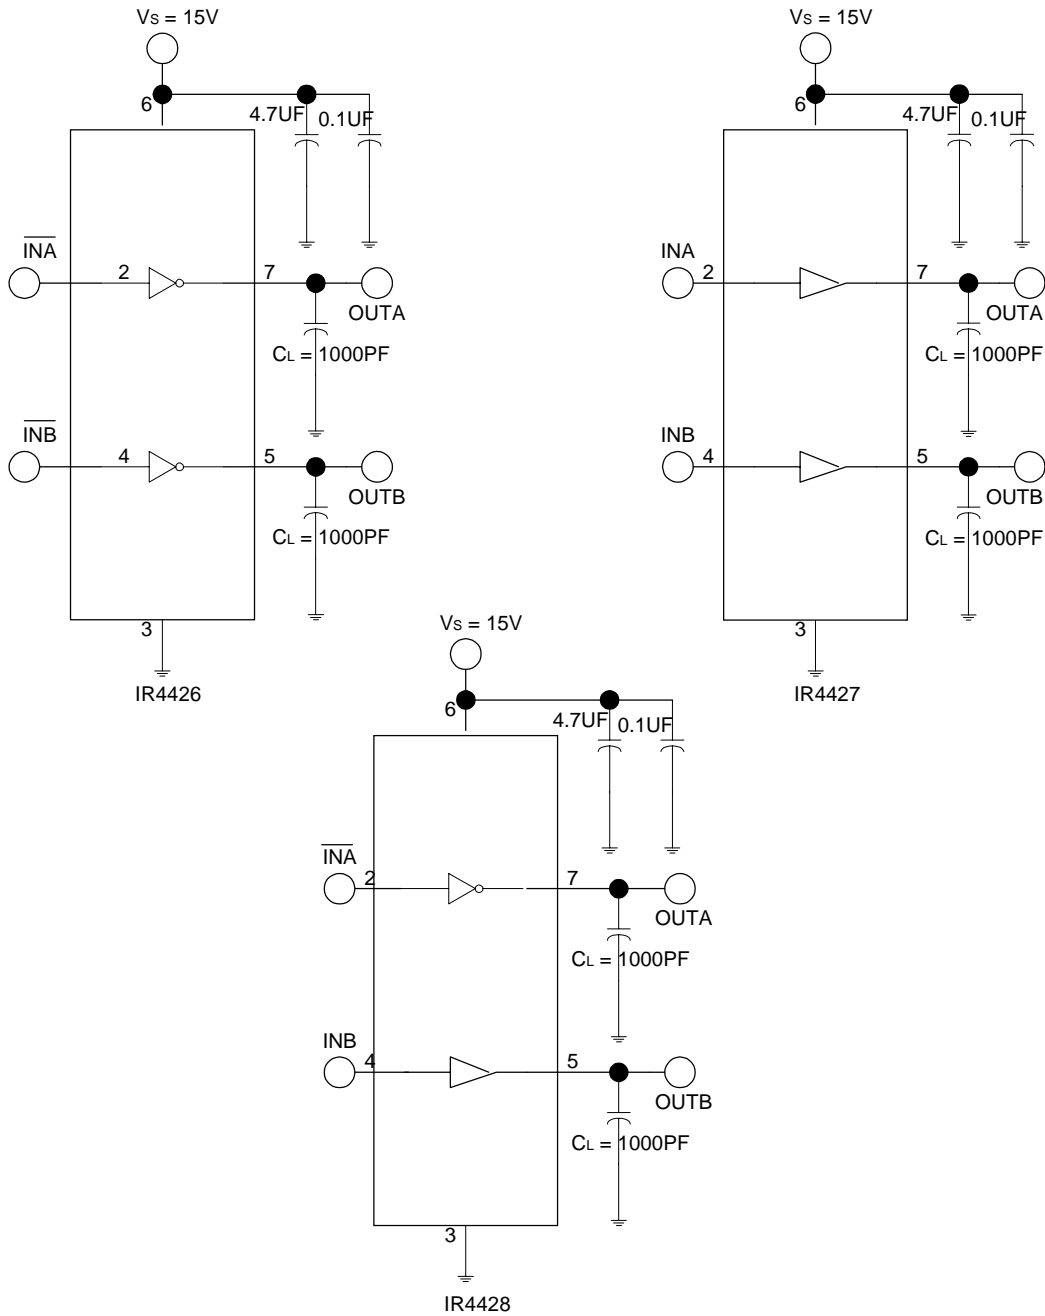 VS = 15V
6
4.7UF
0.1UF
INA
2
7
OUTA
CL = 1000PF
INB
4
5
OUTB
CL = 1000PF
3
IR4426
6
4.7UF
0.1UF
INA
2
7
OUTA
CL = 1000PF
INB
4
5
OUTB
CL = 1000PF
3
IR4427
VS = 15V
VS = 15V
6
4.7UF
0.1UF
INA
2
7
OUTA
CL = 1000PF
INB
4
5
OUTB
CL = 1000PF
3
IR4428